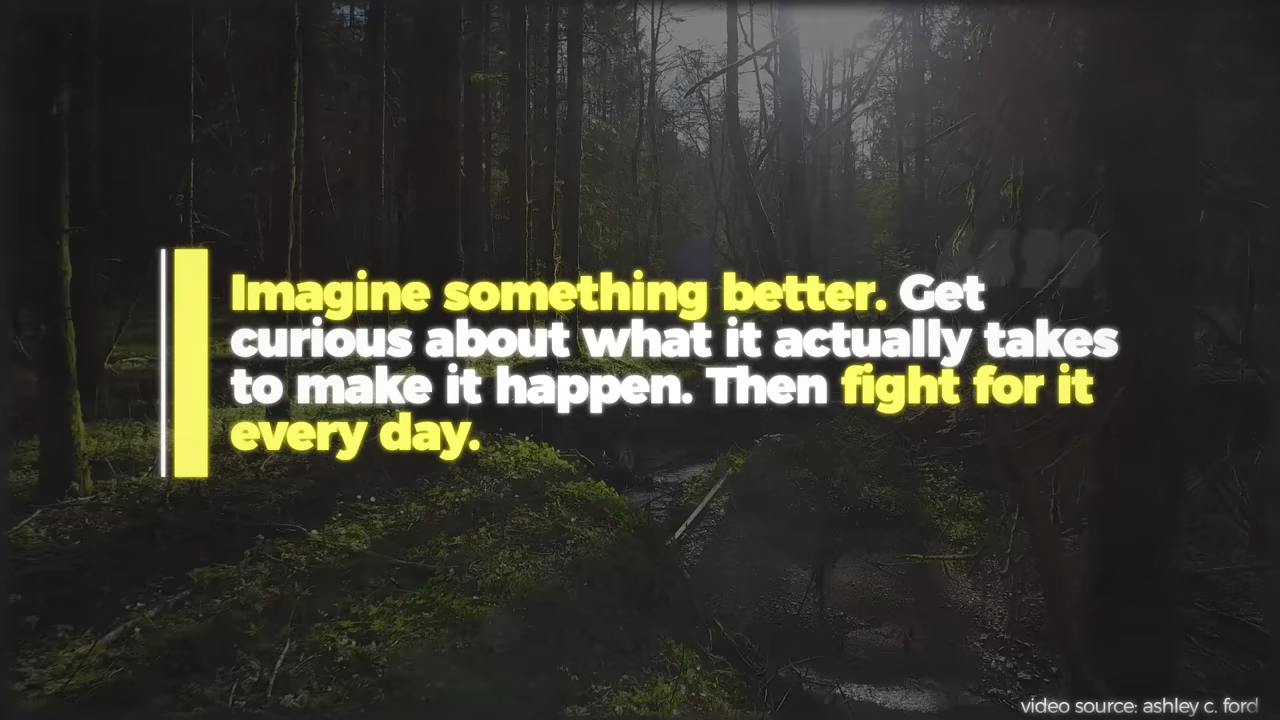 Imagine something better. Get
curious about what it actually takes
to make it happen. Then fight for it
every day.
video source: ashley c. ford